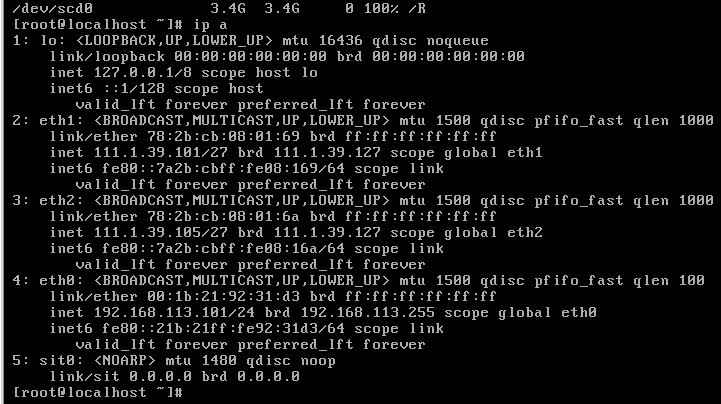 /dev/scd0             3.4G  3.4G     0 100% /R
[root@localhost ~]# ip a
1: lo: <LOOPBACK,UP,LOWER_UP> mtu 16436 qdisc noqueue
    link/loopback 00:00:00:00:00:00 brd 00:00:00:00:00:00
    inet 127.0.0.1/8 scope host lo
    inet6 ::1/128 scope host
       valid_lft forever preferred_lft forever
2: eth1: <BROADCAST,MULTICAST,UP,LOWER_UP> mtu 1500 qdisc pfifo_fast qlen 1000
    link/ether 78:2b:cb:08:01:69 brd ff:ff:ff:ff:ff:ff
    inet 111.1.39.101/27 brd 111.1.39.127 scope global eth1
    inet6 fe80::7a2b:cbff:fe08:169/64 scope link
       valid_lft forever preferred_lft forever
3: eth2: <BROADCAST,MULTICAST,UP,LOWER_UP> mtu 1500 qdisc pfifo_fast qlen 1000
    link/ether 78:2b:cb:08:01:6a brd ff:ff:ff:ff:ff:ff
    inet 111.1.39.105/27 brd 111.1.39.127 scope global eth2
    inet6 fe80::7a2b:cbff:fe08:16a/64 scope link
       valid_lft forever preferred_lft forever
4: eth0: <BROADCAST,MULTICAST,UP,LOWER_UP> mtu 1500 qdisc pfifo_fast qlen 100
    link/ether 00:1b:21:92:31:d3 brd ff:ff:ff:ff:ff:ff
    inet 192.168.113.101/24 brd 192.168.113.255 scope global eth0
    inet6 fe80::21b:21ff:fe92:31d3/64 scope link
       valid_lft forever preferred_lft forever
5: sit0: <NOARP> mtu 1480 qdisc noop
    link/sit 0.0.0.0 brd 0.0.0.0
[root@localhost ~]#